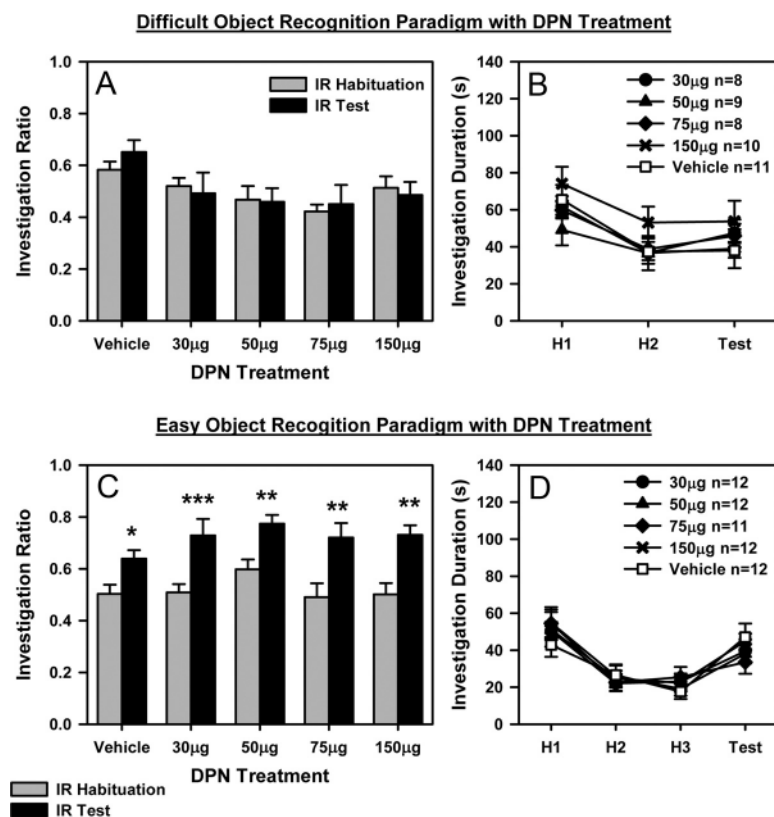 Difficult Object Recognition Paradigm with DPN Treatment
A
IR Habituation
IR Test
Investigation Ratio
1.0
0.8
0.6
0.4
0.2
0.0
Vehicle 30µg 50µg 75µg 150µg
DPN Treatment
B
30µg n=8
50µg n=9
75µg n=8
150µg n=10
Vehicle n=11
Investigation Duration (s)
140
120
100
80
60
40
20
0
H1 H2 Test
Easy Object Recogition Paradigm with DPN Treatment
C
Investigation Ratio
1.0
0.8
0.6
0.4
0.2
0.0
* *** ** ** **
Vehicle 30µg 50µg 75µg 150µg
DPN Treatment
IR Habituation
IR Test
D
30µg n=12
50µg n=12
75µg n=11
150µg n=12
Vehicle n=12
Investigation Duration (s)
140
120
100
80
60
40
20
0
H1 H2 H3 Test